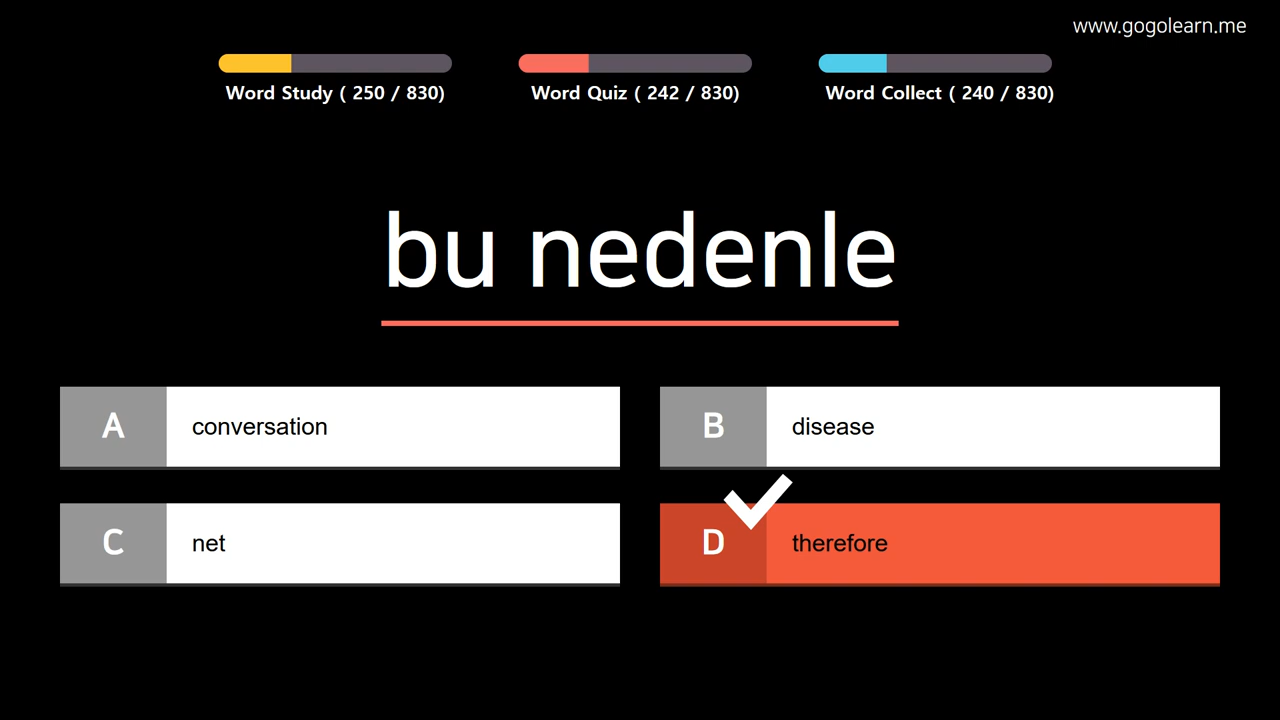 www.gogolearn.me
Word Study ( 250 / 830)
Word Quiz ( 242 / 830)
Word Collect ( 240 / 830)
bu nedenle
A conversation
B disease
C net
D therefore